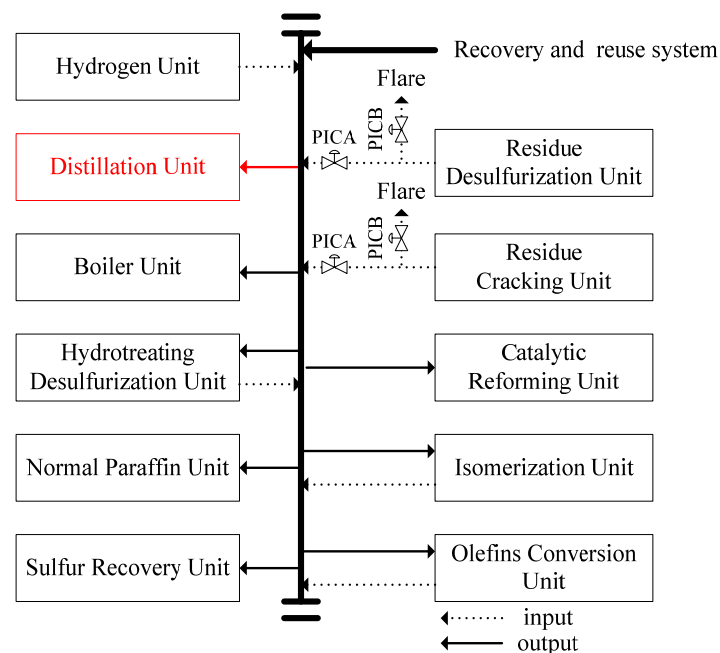 Recovery and reuse system
Hydrogen Unit
Flare
PICA
PICB
Distillation Unit
Residue
Desulfurization Unit
Flare
PICA
PICB
Boiler Unit
Residue
Cracking Unit
Hydrotreating
Desulfurization Unit
Catalytic
Reforming Unit
Normal Paraffin Unit
Isomerization Unit
Sulfur Recovery Unit
Olefins Conversion
Unit
input
output